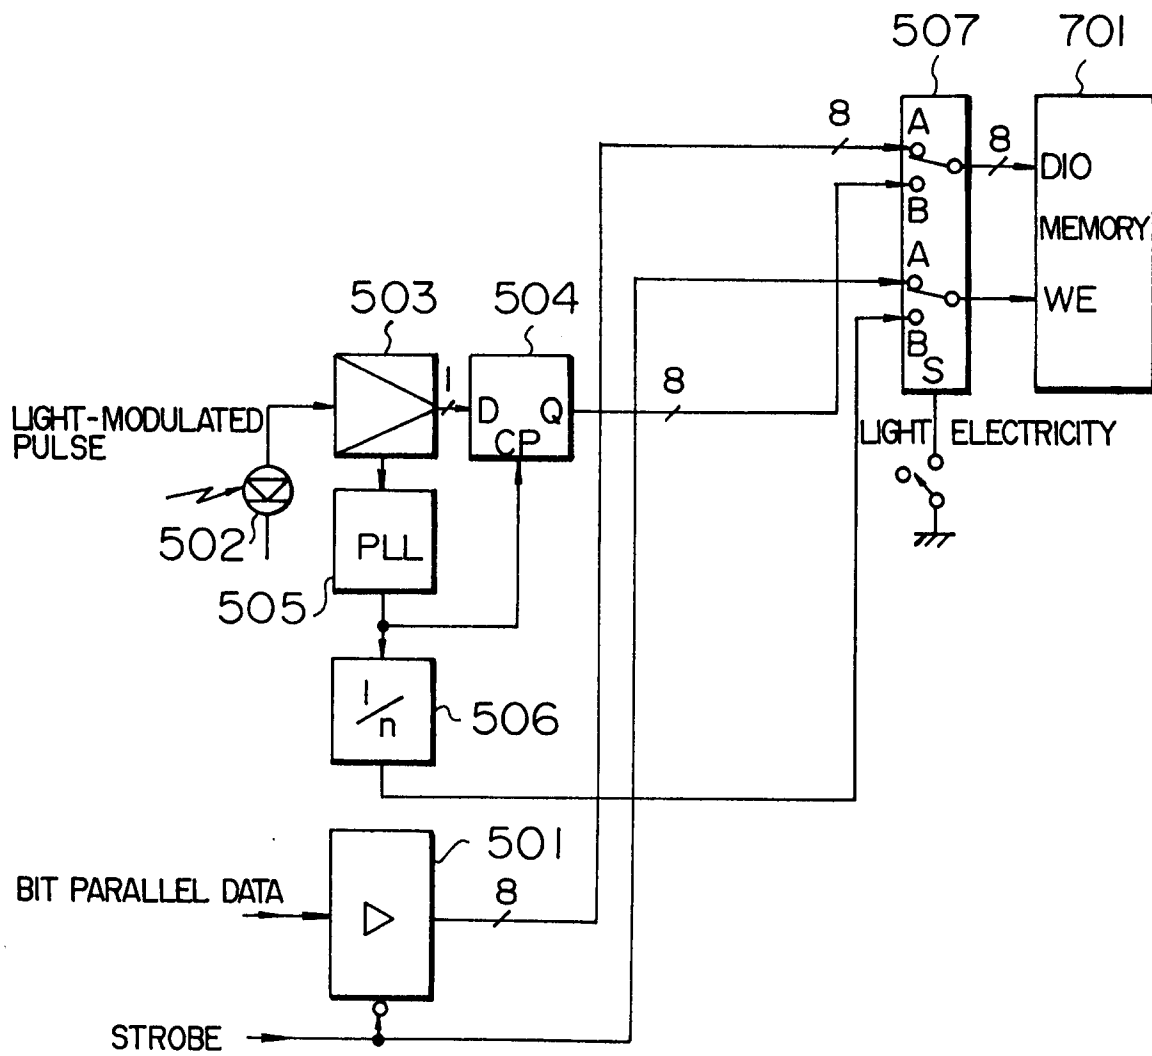 507
701
8
A
8
DIO
B
MEMORY
A
WE
503
504
B
S
1
D
Q
8
LIGHT-MODULATED
PULSE
CP
LIGHT
ELECTRICITY
502
PLL
505
1/n
506
501
BIT PARALLEL DATA
8
STROBE